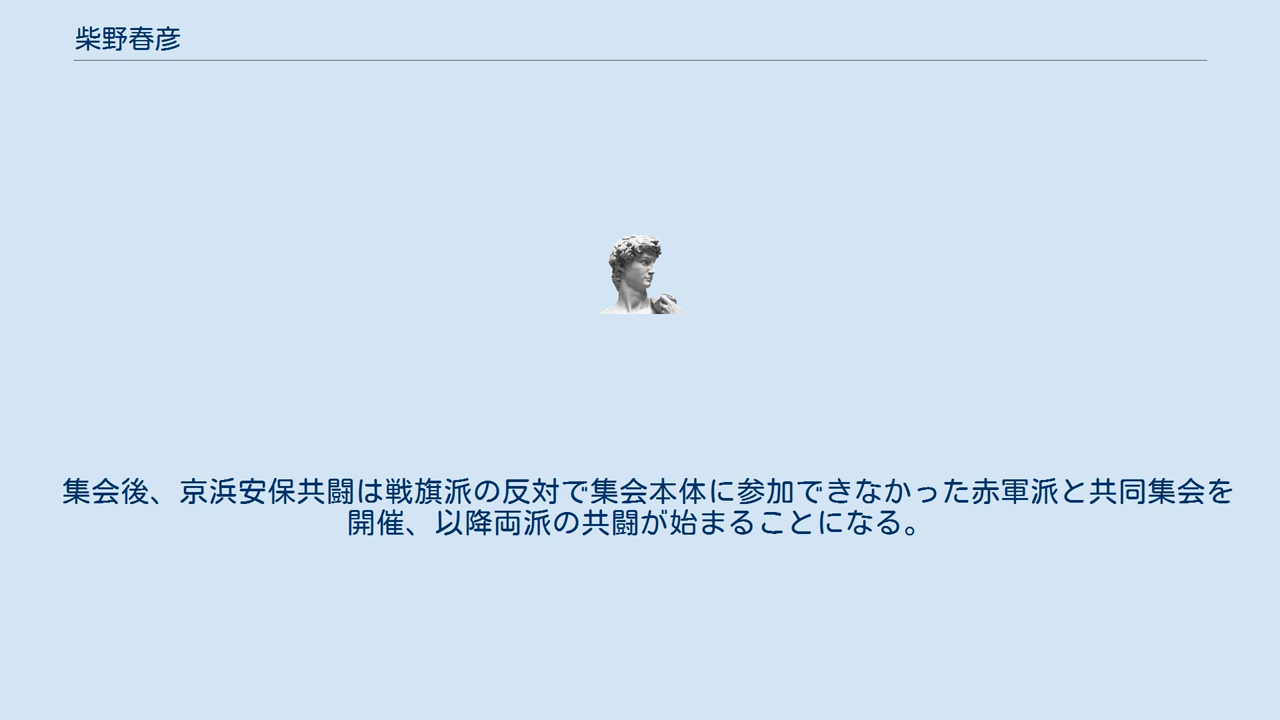 柴野春彦
集会後、京浜安保共闘は戦旗派の反対で集会本体に参加できなかった赤軍派と共同集会を
開催、以降両派の共闘が始まることになる。